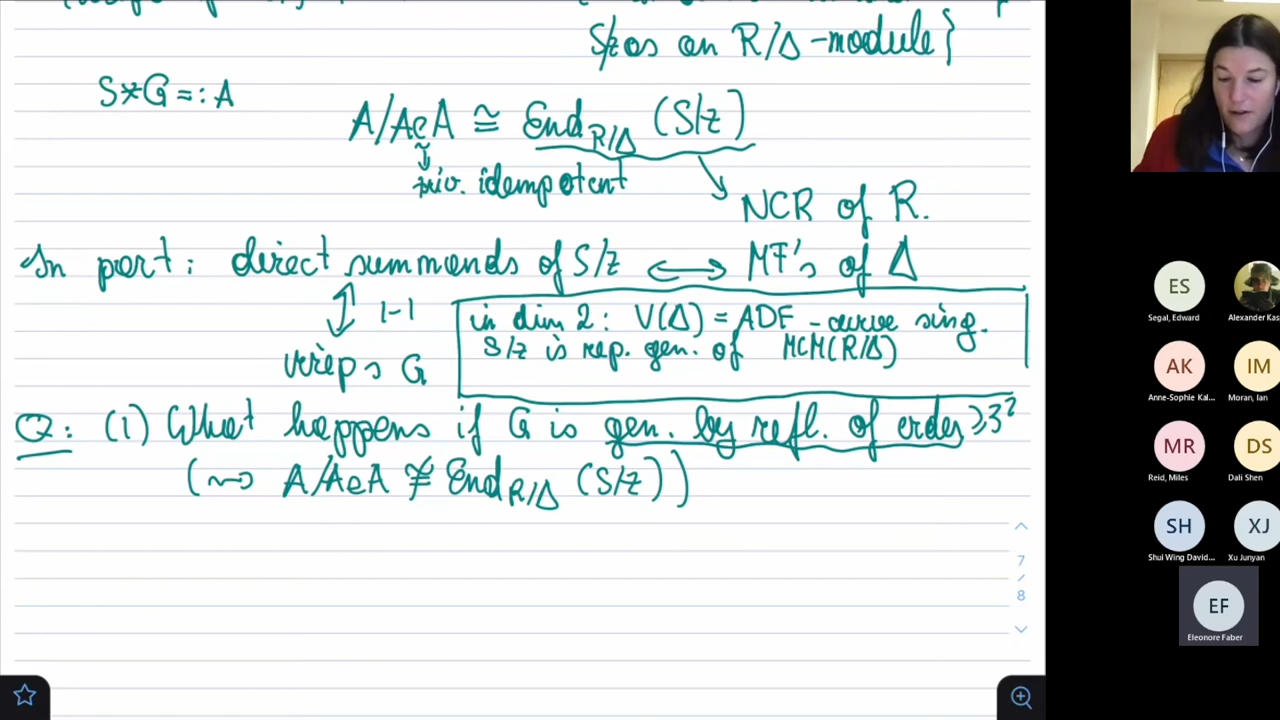 S/z as an R/Δ-module}
S*G =: A
A/AeA ≅ End_{R/Δ} (S/z)
triv. idempotent
NCR of R.
In part: direct summands of S/z ⟷ MF's of Δ
1-1
irreps G
in dim 2: V(Δ) = ADE-curve sing.
S/z is rep. gen. of MCM(R/Δ)
Q: (1) What happens if G is gen. by refl. of order ≥3?
(⇝ A/AeA ≇ End_{R/Δ} (S/z))
7
/
8
ES
Segal, Edward
Alexander Kas
AK
Anne-Sophie Kal...
IM
Moran, Ian
MR
Reid, Miles
DS
Dali Shen
SH
Shui Wing David...
XJ
Xu Junyan
EF
Eleonore Faber